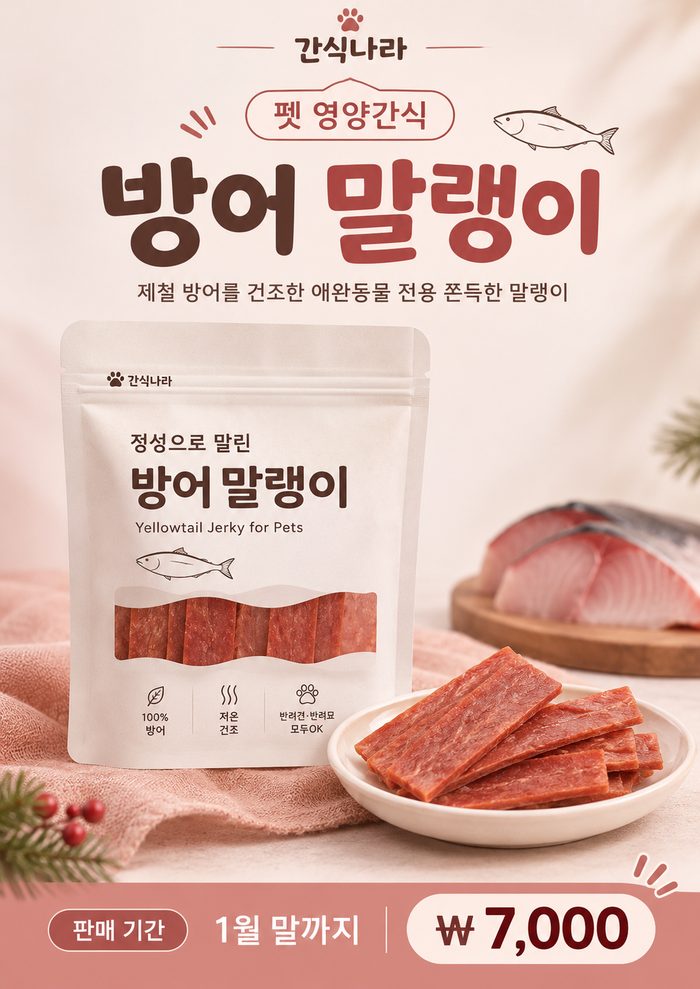 간식나라
펫 영양간식
방어 말랭이
제철 방어를 건조한 애완동물 전용 쫀득한 말랭이
간식나라
정성으로 말린
방어 말랭이
Yellowtail Jerky for Pets
100%
방어
저온
건조
반려견·반려묘
모두OK
판매 기간
1월 말까지
₩ 7,000